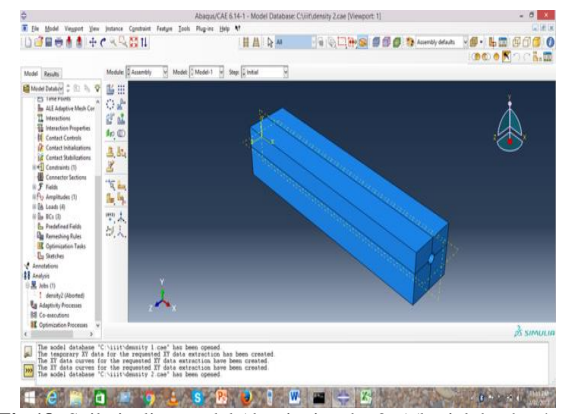 Abaqus/CAE 6.14-1 - Model Database: C:\iiit\density 2.cae [Viewport: 1]
File Model Viewport View Instance Constraint Feature Tools Plug-ins Help
All
Assembly defaults
Model Results Module: Assembly Model: Model-1 Step: Initial
Model Databas
Time Points
ALE Adaptive Mesh Con
Interactions
Interaction Properties
Contact Controls
Contact Initializations
Contact Stabilizations
Constraints (1)
Connector Sections
Fields
Amplitudes (1)
Loads (4)
BCs (3)
Predefined Fields
Remeshing Rules
Optimization Tasks
Sketches
Annotations
Analysis
Jobs (1)
density2 (Aborted)
Adaptivity Processes
Co-executions
Optimization Processes
Y
Z X
SIMULIA
The model database "C:\iiit\density 1.cae" has been opened.
The temporary XY data for the requested XY data extraction has been created.
The XY data curves for the requested XY data extraction have been created.
The XY data curves for the requested XY data extraction have been created.
The model database "C:\iiit\density 2.cae" has been opened.